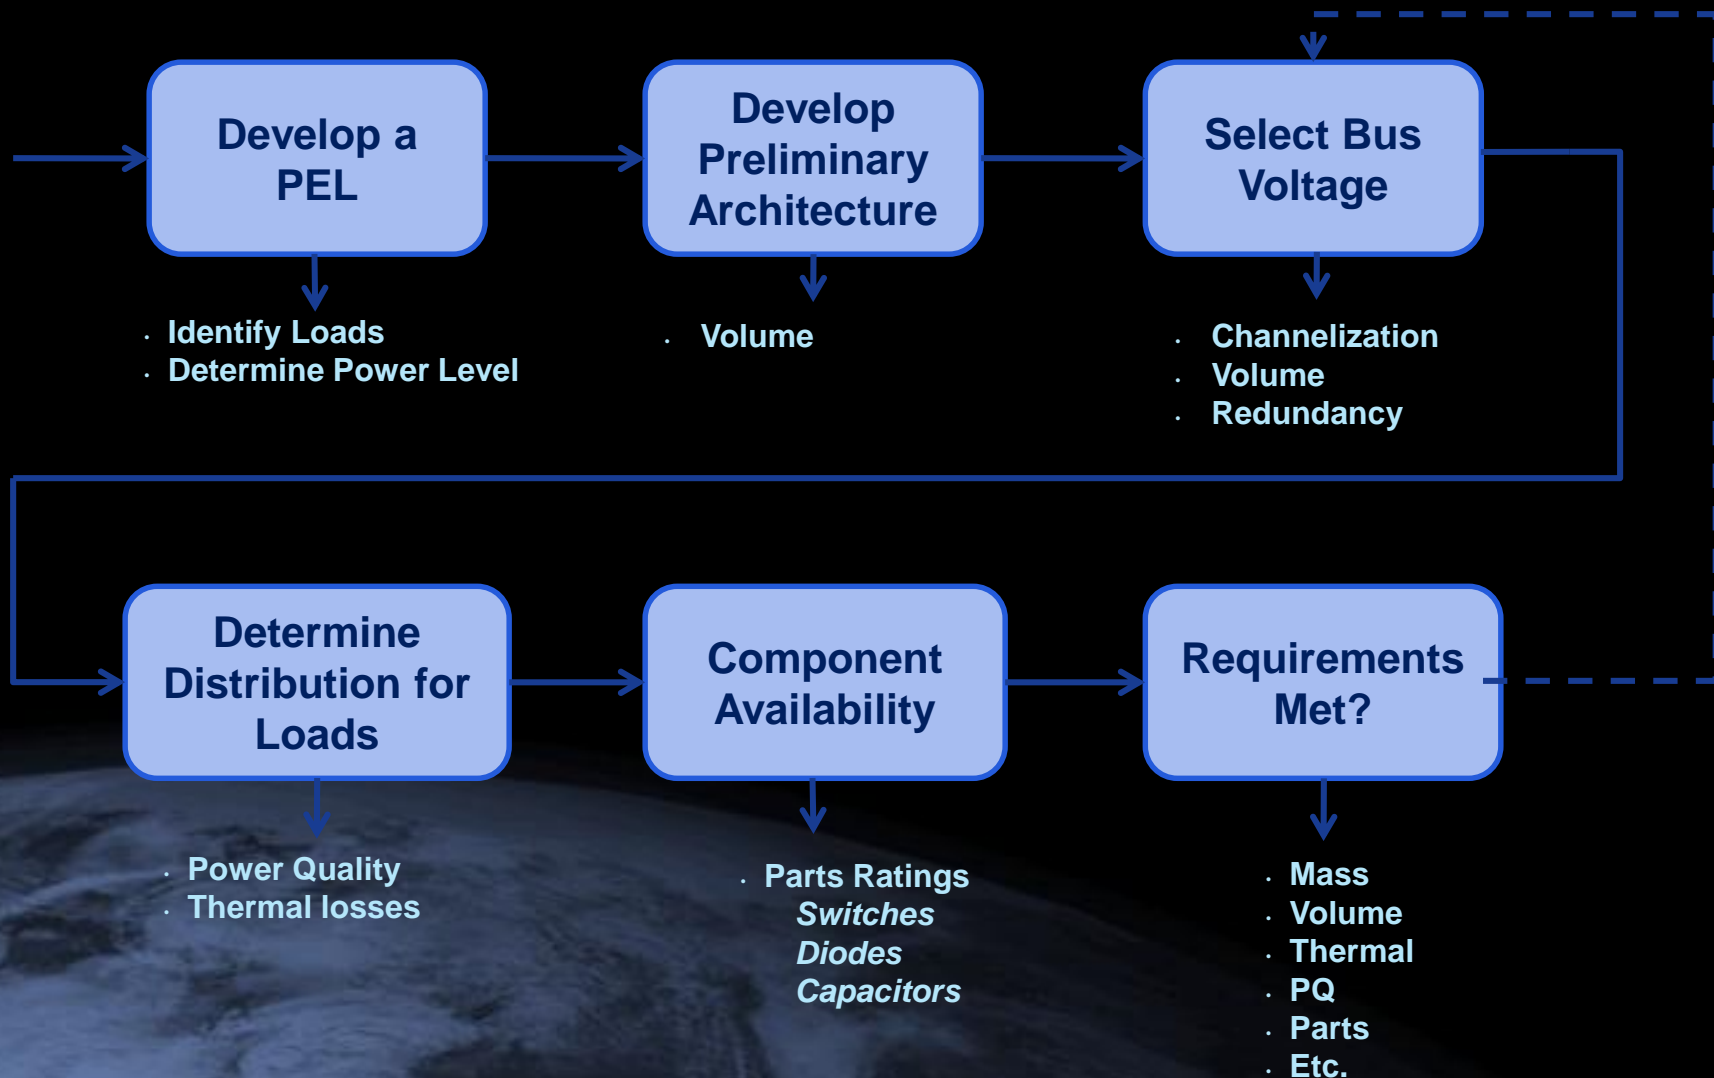 Develop a
PEL
Develop
Preliminary
Architecture
Select Bus
Voltage
· Identify Loads
· Determine Power Level
· Volume
· Channelization
· Volume
· Redundancy
Determine
Distribution for
Loads
Component
Availability
Requirements
Met?
· Power Quality
· Thermal losses
· Parts Ratings
Switches
Diodes
Capacitors
· Mass
· Volume
· Thermal
· PQ
· Parts
· Etc.